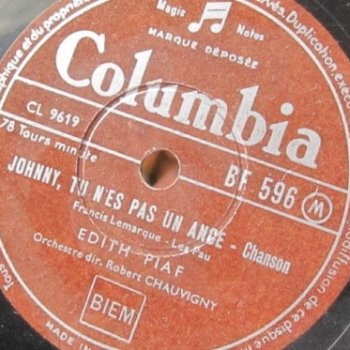 Magic Notes
MARQUE DÉPOSÉE
Columbia
CL 9619
78 Tours minute
BF 596 M
JOHNNY, TU N'ES PAS UN ANGE - Chanson
Francis Lemarque - Les Pau
EDITH PIAF
Orchestre dir. Robert CHAUVIGNY
BIEM
MADE IN